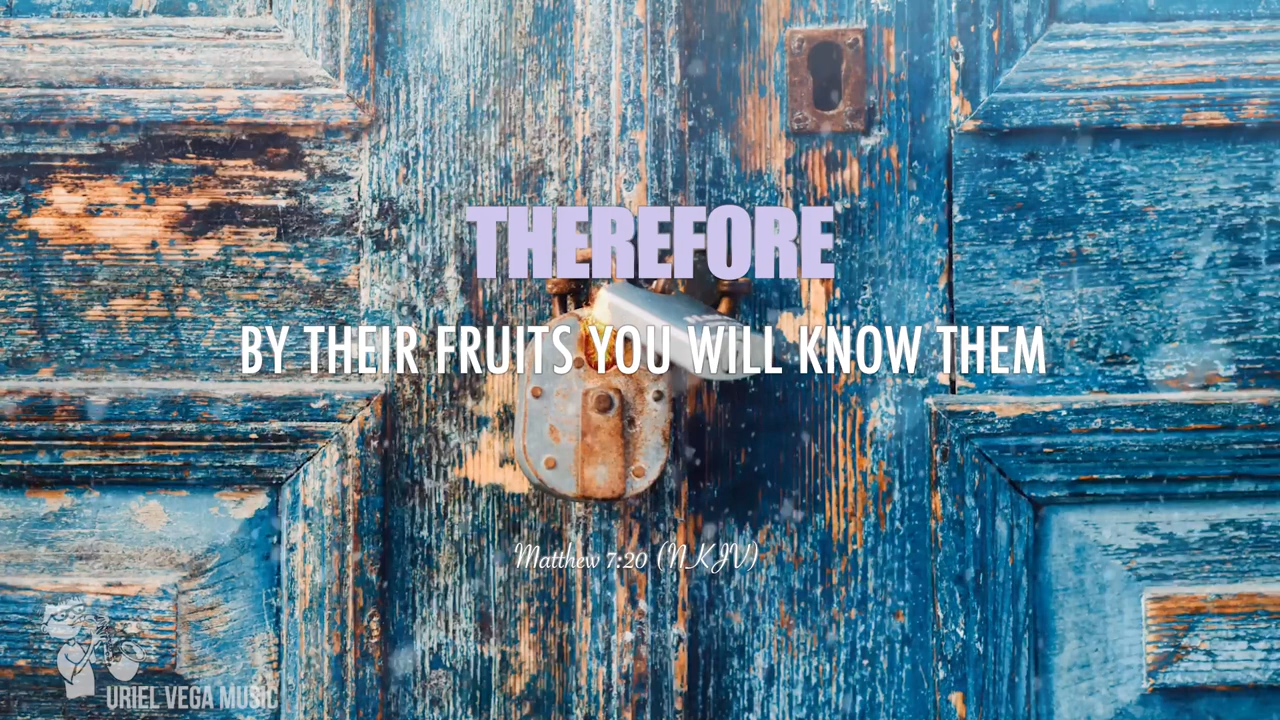 THEREFORE
BY THEIR FRUITS YOU WILL KNOW THEM
Matthew 7:20 (NKJV)
URIEL VEGA MUSIC